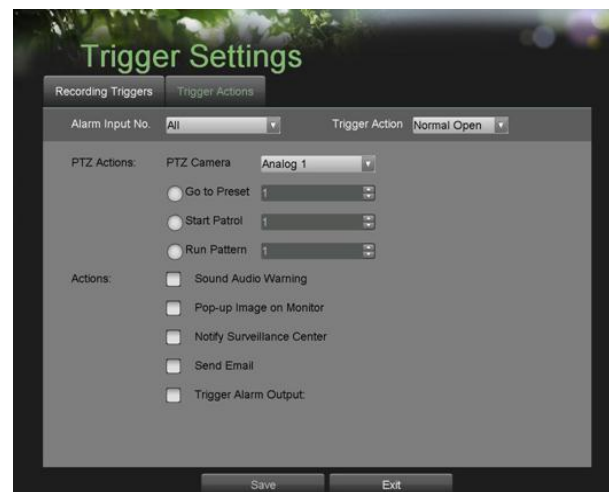 Trigger Settings
Recording Triggers Trigger Actions
Alarm Input No. All Trigger Action Normal Open
PTZ Actions: PTZ Camera Analog 1
Go to Preset 1
Start Patrol 1
Run Pattern 1
Actions: Sound Audio Warning
Pop-up Image on Monitor
Notify Surveillance Center
Send Email
Trigger Alarm Output:
Save Exit